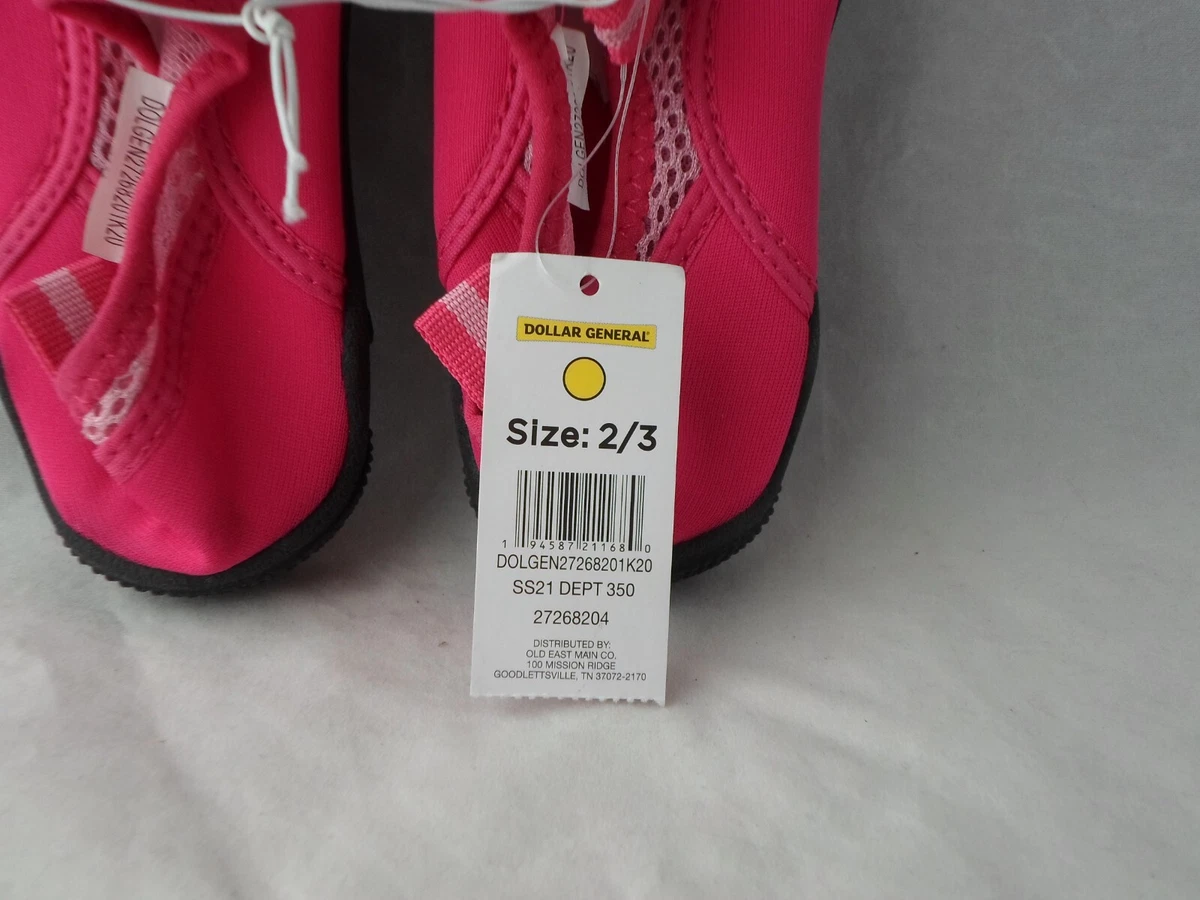 DOLGEN27268201K20
DOLLAR GENERAL
Size: 2/3
1 94587 21168 0
DOLGEN27268201K20
SS21 DEPT 350
27268204
DISTRIBUTED BY:
OLD EAST MAIN CO.
100 MISSION RIDGE
GOODLETTSVILLE, TN 37072-2170